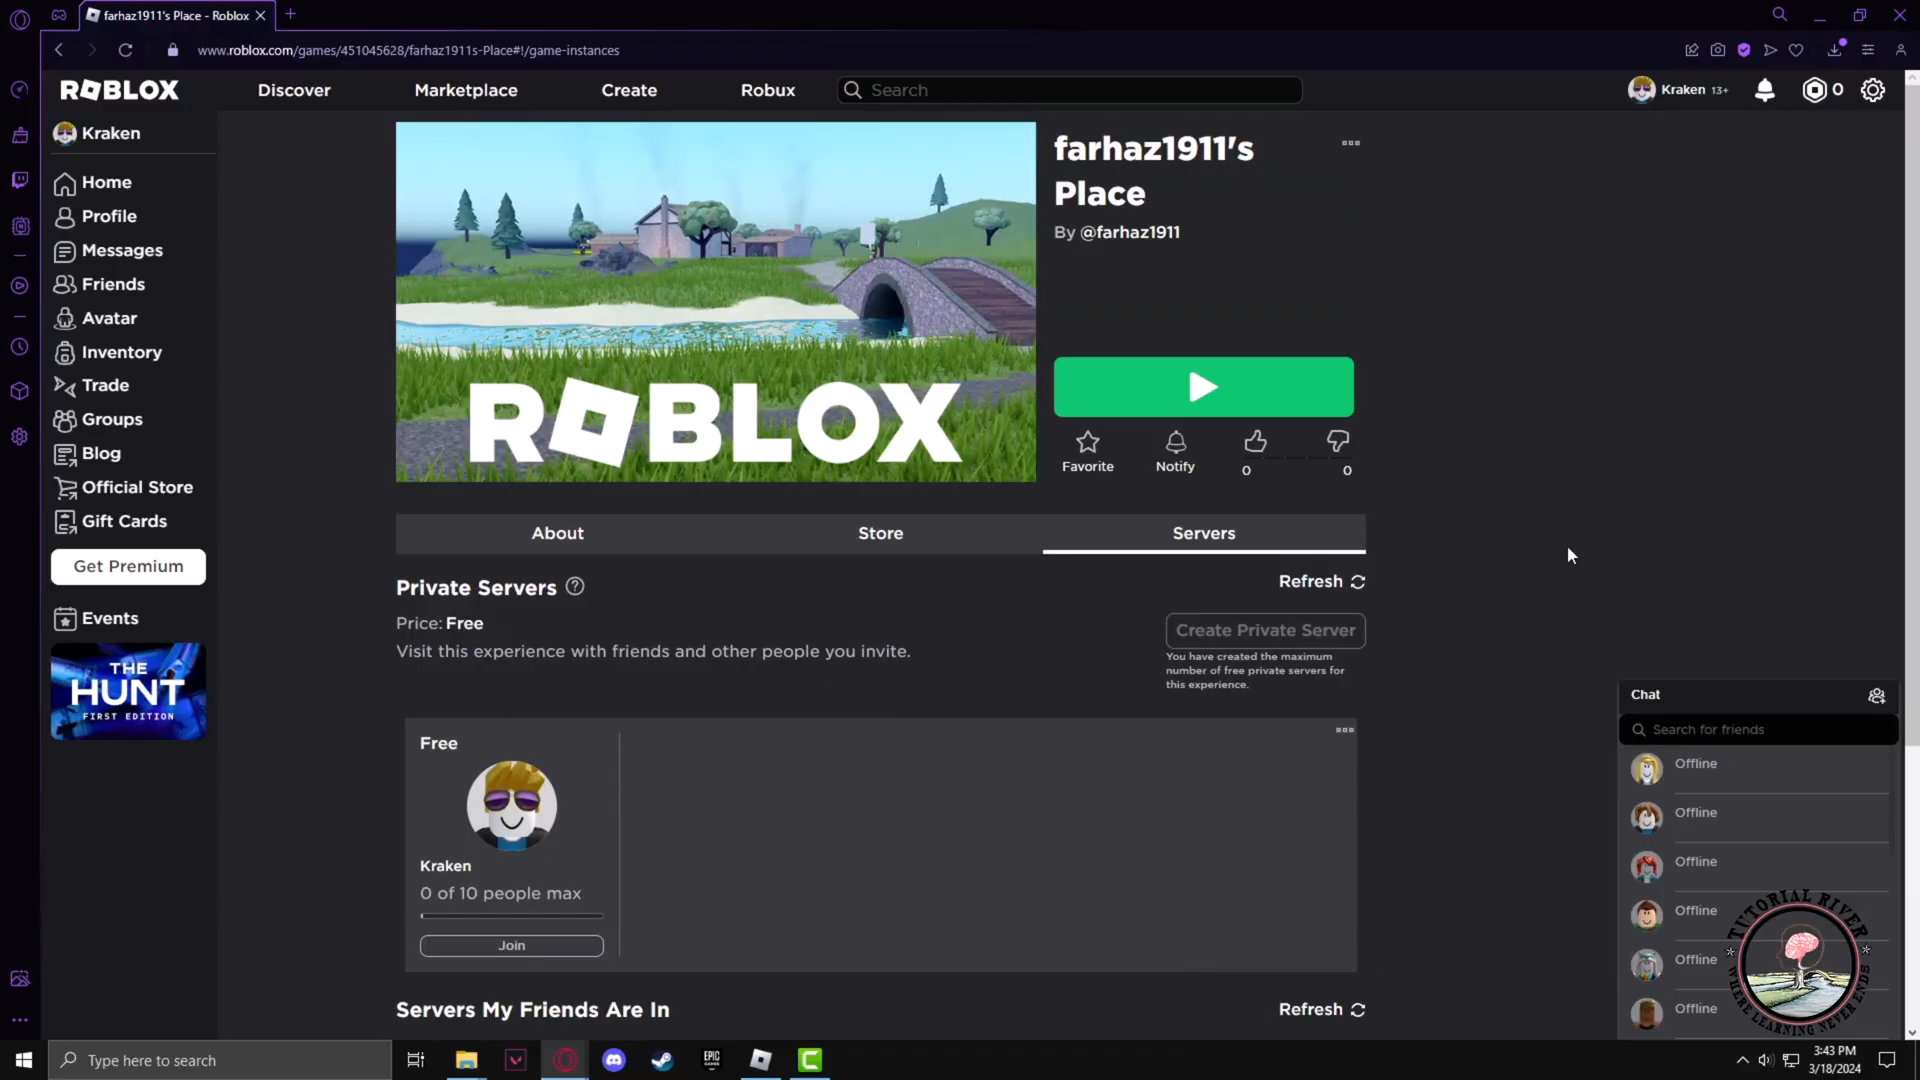 farhaz1911's Place - Roblox
www.roblox.com/games/451045628/farhaz1911s-Place#!/game-instances
ROBLOX
Discover
Marketplace
Create
Robux
Search
Kraken 13+
0
Kraken
Home
Profile
Messages
Friends
Avatar
Inventory
Trade
Groups
Blog
Official Store
Gift Cards
Get Premium
Events
THE
HUNT
FIRST EDITION
ROBLOX
farhaz1911's
Place
By @farhaz1911
Favorite
Notify
0
0
About
Store
Servers
Private Servers
Refresh
Price: Free
Visit this experience with friends and other people you invite.
Create Private Server
You have created the maximum
number of free private servers for
this experience.
Free
Kraken
0 of 10 people max
Join
Servers My Friends Are In
Refresh
Chat
Search for friends
Offline
Offline
Offline
Offline
Offline
Offline
TUTORIAL RIVER
WHERE LEARNING NEVER ENDS
Type here to search
EPIC
GAMES
3:43 PM
3/18/2024